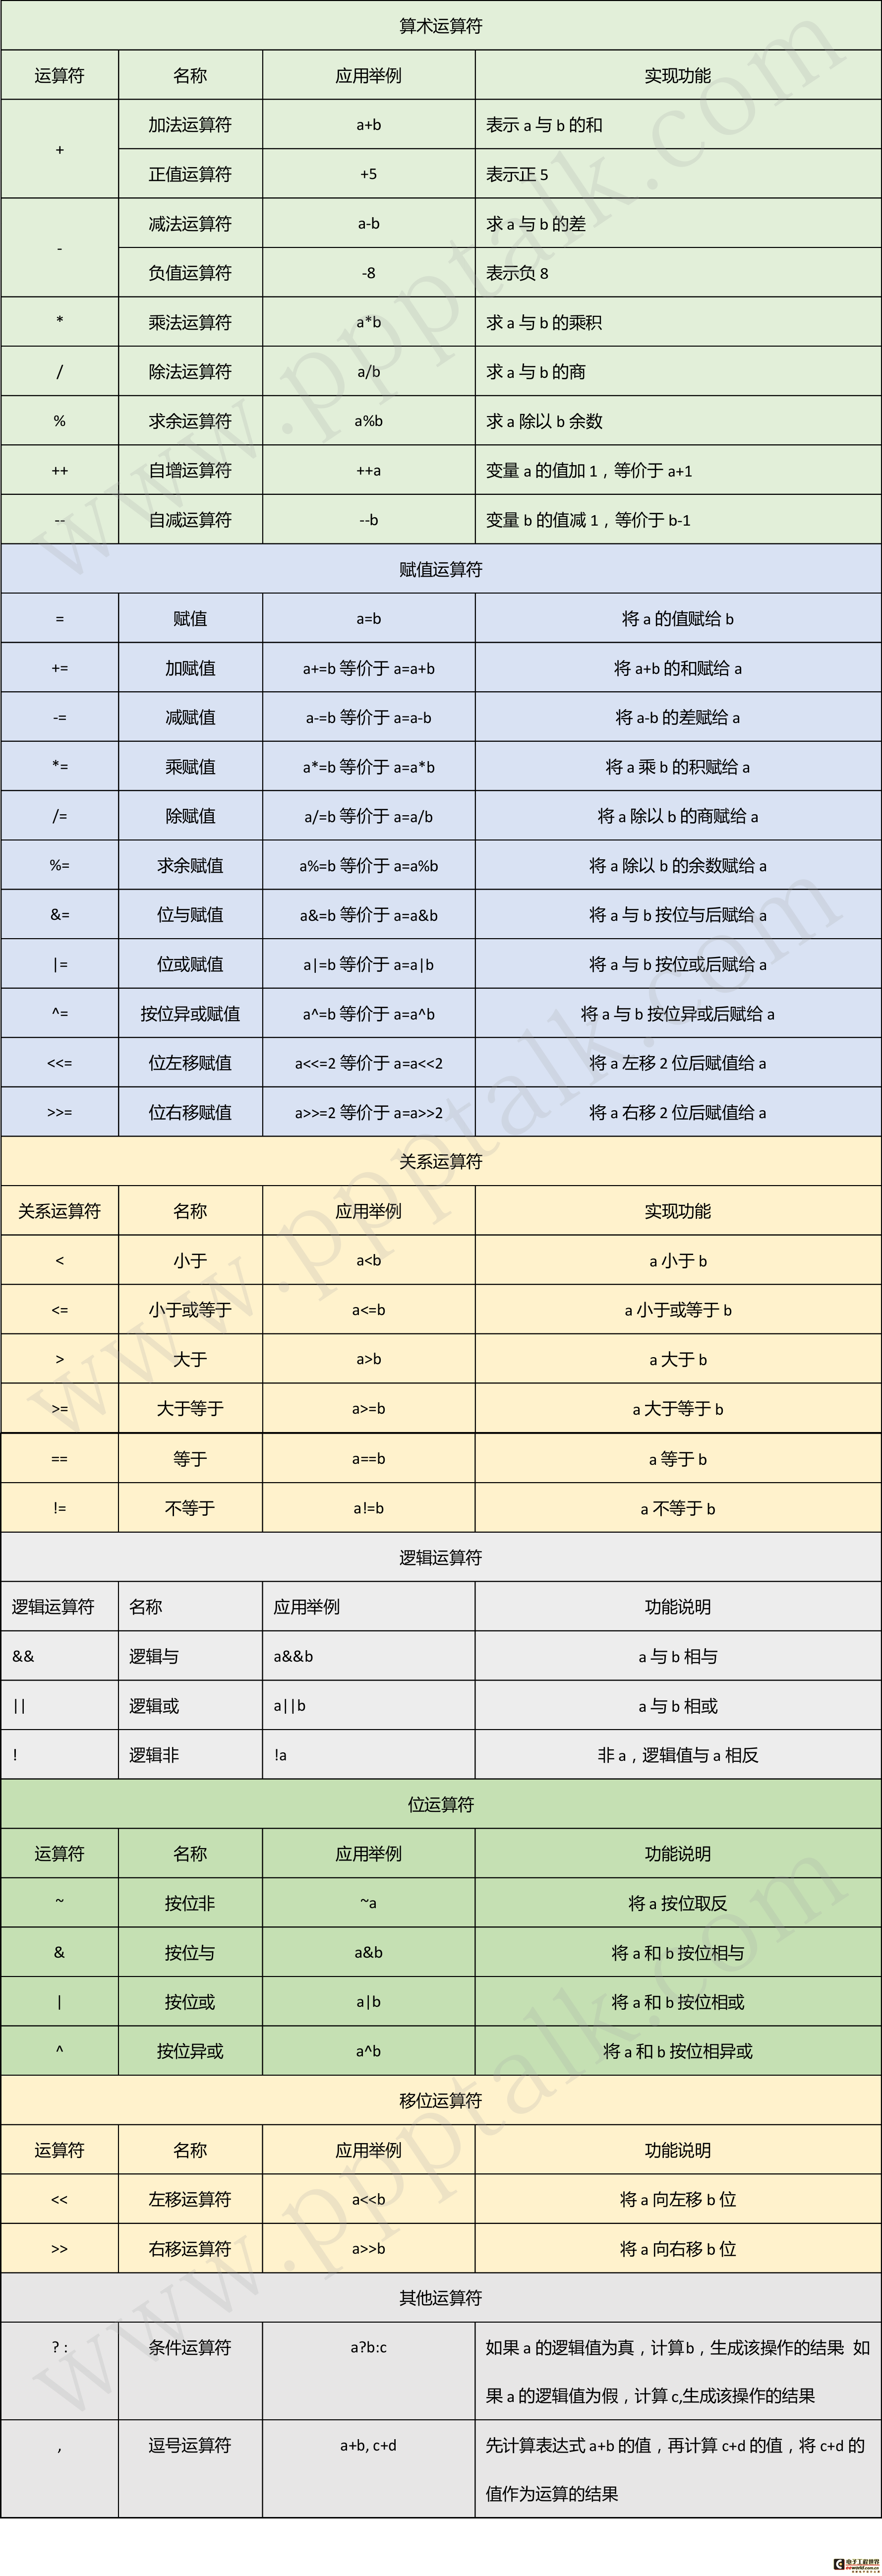 算术运算符
运算符 名称 应用举例 实现功能
+ 加法运算符 a+b 表示 a 与 b 的和
正值运算符 +5 表示正 5
- 减法运算符 a-b 求 a 与 b 的差
负值运算符 -8 表示负 8
* 乘法运算符 a*b 求 a 与 b 的乘积
/ 除法运算符 a/b 求 a 与 b 的商
% 求余运算符 a%b 求 a 除以 b 余数
++ 自增运算符 ++a 变量 a 的值加 1，等价于 a+1
-- 自减运算符 --b 变量 b 的值减 1，等价于 b-1
赋值运算符
= 赋值 a=b 将 a 的值赋给 b
+= 加赋值 a+=b 等价于 a=a+b 将 a+b 的和赋给 a
-= 减赋值 a-=b 等价于 a=a-b 将 a-b 的差赋给 a
*= 乘赋值 a*=b 等价于 a=a*b 将 a 乘 b 的积赋给 a
/= 除赋值 a/=b 等价于 a=a/b 将 a 除以 b 的商赋给 a
%= 求余赋值 a%=b 等价于 a=a%b 将 a 除以 b 的余数赋给 a
&= 位与赋值 a&=b 等价于 a=a&b 将 a 与 b 按位与后赋给 a
|= 位或赋值 a|=b 等价于 a=a|b 将 a 与 b 按位或后赋给 a
^= 按位异或赋值 a^=b 等价于 a=a^b 将 a 与 b 按位异或后赋给 a
<<= 位左移赋值 a<<=2 等价于 a=a<<2 将 a 左移 2 位后赋值给 a
>>= 位右移赋值 a>>=2 等价于 a=a>>2 将 a 右移 2 位后赋值给 a
关系运算符
关系运算符 名称 应用举例 实现功能
< 小于 a<b a 小于 b
<= 小于或等于 a<=b a 小于或等于 b
> 大于 a>b a 大于 b
>= 大于等于 a>=b a 大于等于 b
== 等于 a==b a 等于 b
!= 不等于 a!=b a 不等于 b
逻辑运算符
逻辑运算符 名称 应用举例 功能说明
&& 逻辑与 a&&b a 与 b 相与
|| 逻辑或 a||b a 与 b 相或
! 逻辑非 !a 非 a，逻辑值与 a 相反
位运算符
运算符 名称 应用举例 功能说明
~ 按位非 ~a 将 a 按位取反
& 按位与 a&b 将 a 和 b 按位相与
| 按位或 a|b 将 a 和 b 按位相或
^ 按位异或 a^b 将 a 和 b 按位相异或
移位运算符
运算符 名称 应用举例 功能说明
<< 左移运算符 a<<b 将 a 向左移 b 位
>> 右移运算符 a>>b 将 a 向右移 b 位
其他运算符
? : 条件运算符 a?b:c 如果 a 的逻辑值为真，计算b，生成该操作的结果 如
果 a 的逻辑值为假，计算 c,生成该操作的结果
, 逗号运算符 a+b, c+d 先计算表达式 a+b 的值，再计算 c+d 的值，将 c+d 的
值作为运算的结果
www.ppptalk.com
www.ppptalk.com
www.ppptalk.com
电子工程世界
eeworld.com.cn